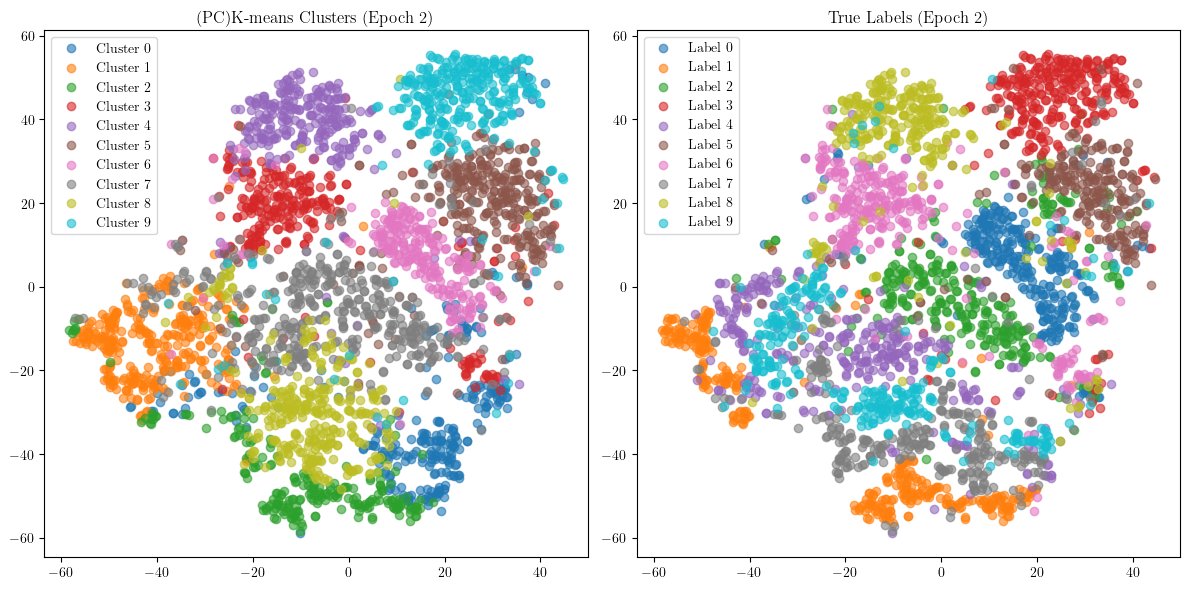 (PC)K-means Clusters (Epoch 2)
60
40
20
0
−20
−40
−60
−60
−40
−20
0
20
40
Cluster 0
Cluster 1
Cluster 2
Cluster 3
Cluster 4
Cluster 5
Cluster 6
Cluster 7
Cluster 8
Cluster 9
True Labels (Epoch 2)
60
40
20
0
−20
−40
−60
−60
−40
−20
0
20
40
Label 0
Label 1
Label 2
Label 3
Label 4
Label 5
Label 6
Label 7
Label 8
Label 9